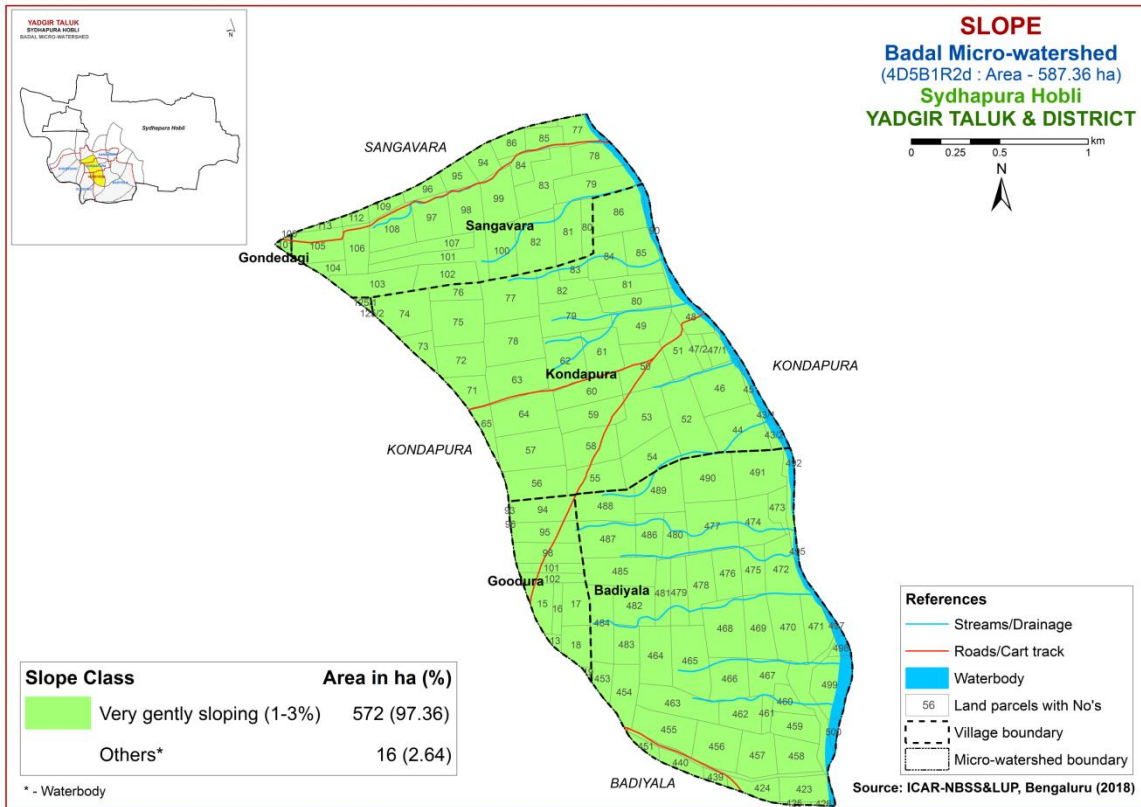 YADGIR TALUK
SYDHAPURA HOBLI
BADAL MICRO-WATERSHED
N
Sydhapura Hobli
SLOPE
Badal Micro-watershed
(4D5B1R2d : Area - 587.36 ha)
Sydhapura Hobli
YADGIR TALUK & DISTRICT
km
0 0.25 0.5 1
N
SANGAVARA
86 85 77
94 84 78
96 95 83 79
109 98 99
113 112 108 97 Sangavara 86
105 106 107 100 82 81 80
Gondedagi
104 101 84 85
103 102 83
76 77 82 81
74 80
75 79 49 48
73 78 61 51 47/2 47/1
72 62 50 KONDAPURA
71 63 Kondapura 46
60
65 64 59 53 52
44 43/2
KONDAPURA 57 58
54
56 55 491
489 490
93 94 488 473
95 487 486 480 477 474
98 485 476 475 472
101
102
Goodura Badiyala 481 479 478
15 16 17 482
484 468 469 470 471
13 18 483 464 465
453 466 467 499
454 463 460
462 461 459 500
455
451 456 457 458
440
439 424 423
BADIYALA
References
Streams/Drainage
Roads/Cart track
Waterbody
56 Land parcels with No's
Village boundary
Micro-watershed boundary
Slope Class Area in ha (%)
Very gently sloping (1-3%) 572 (97.36)
Others* 16 (2.64)
* - Waterbody
Source: ICAR-NBSS&LUP, Bengaluru (2018)